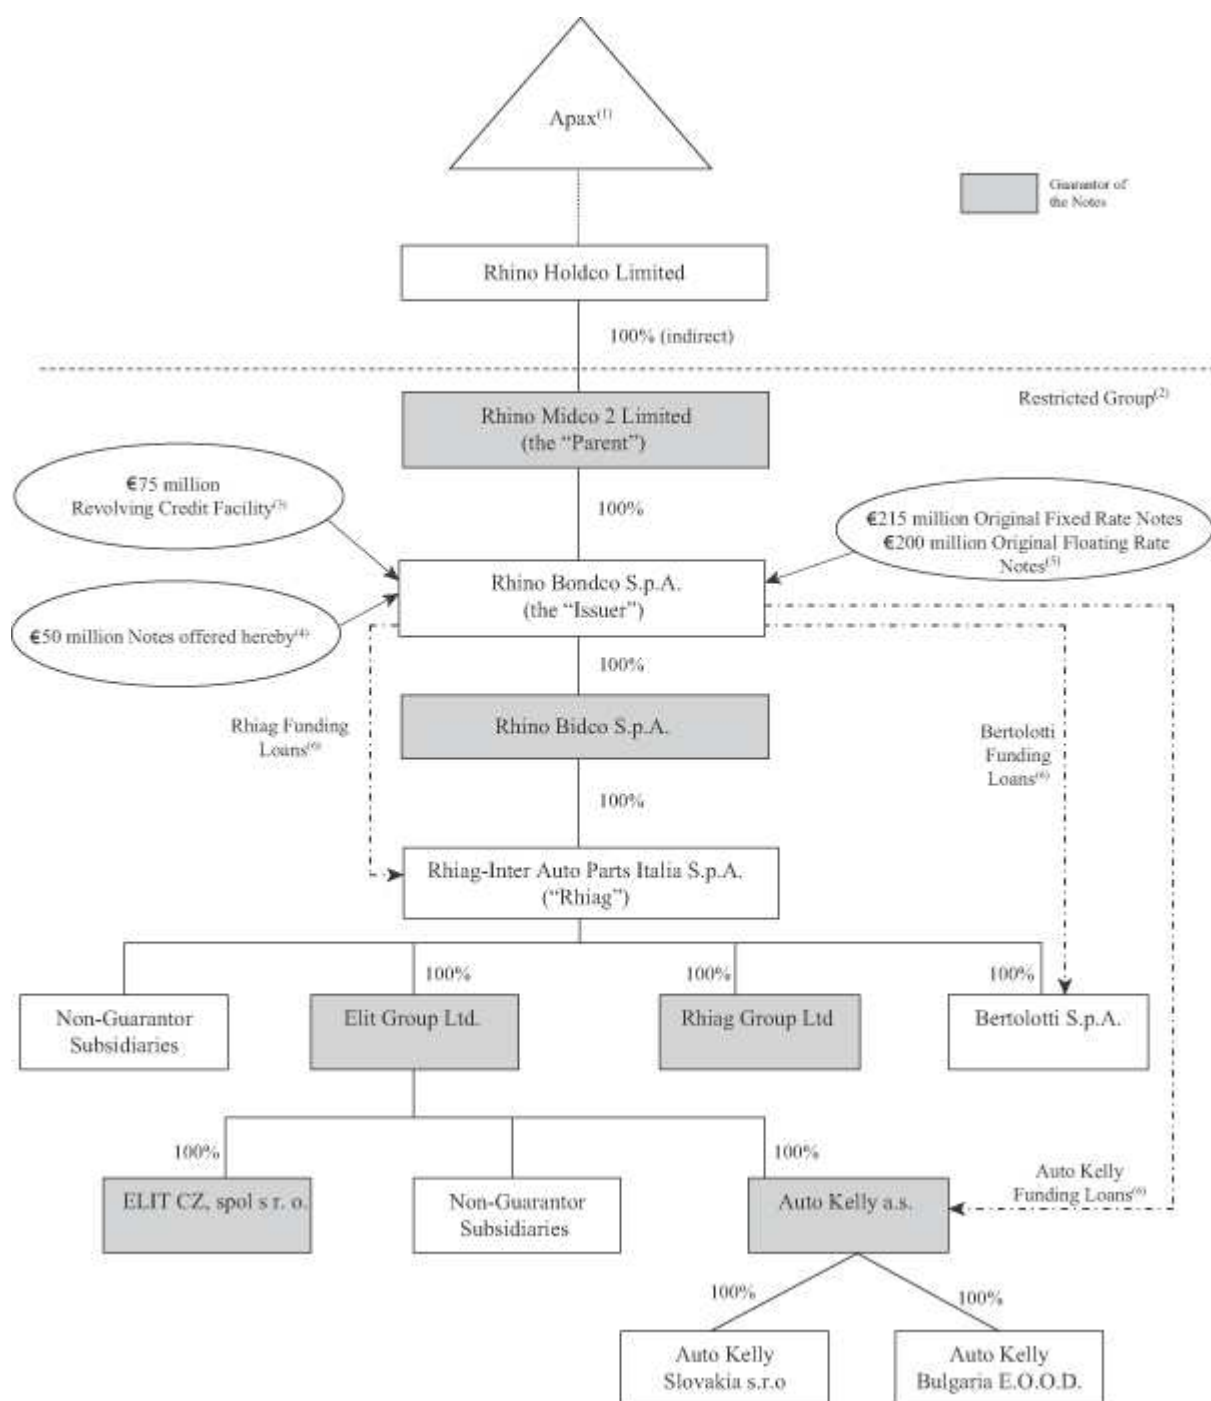 Apax(1)
Guarantor of
the Notes
Rhino Holdco Limited
100% (indirect)
Restricted Group(2)
Rhino Midco 2 Limited
(the “Parent”)
€75 million
Revolving Credit Facility(3)
100%
€215 million Original Fixed Rate Notes
€200 million Original Floating Rate
Notes(5)
Rhino Bondco S.p.A.
(the “Issuer”)
€50 million Notes offered hereby(4)
100%
Rhiag Funding
Loans(6)
Rhino Bidco S.p.A.
Bertolotti
Funding
Loans(6)
100%
Rhiag-Inter Auto Parts Italia S.p.A.
(“Rhiag”)
100%
100%
100%
Non-Guarantor
Subsidiaries
Elit Group Ltd.
Rhiag Group Ltd
Bertolotti S.p.A.
100%
100%
ELIT CZ, spol s r. o.
Non-Guarantor
Subsidiaries
Auto Kelly a.s.
Auto Kelly
Funding Loans(6)
100%
100%
Auto Kelly
Slovakia s.r.o
Auto Kelly
Bulgaria E.O.O.D.